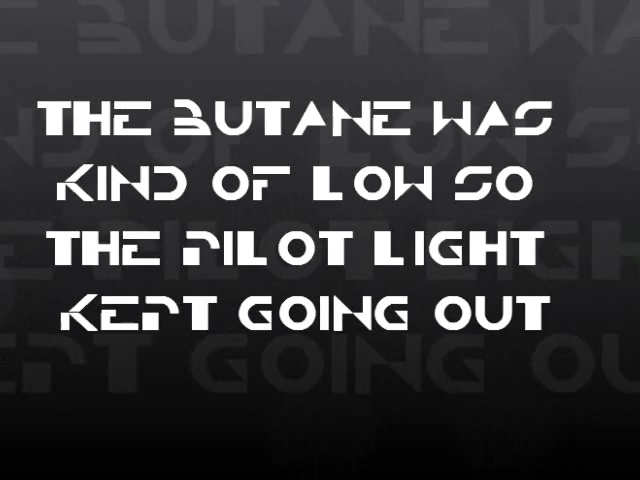 THE BUTANE WAS
KIND OF LOW SO
THE PILOT LIGHT
KEPT GOING OUT